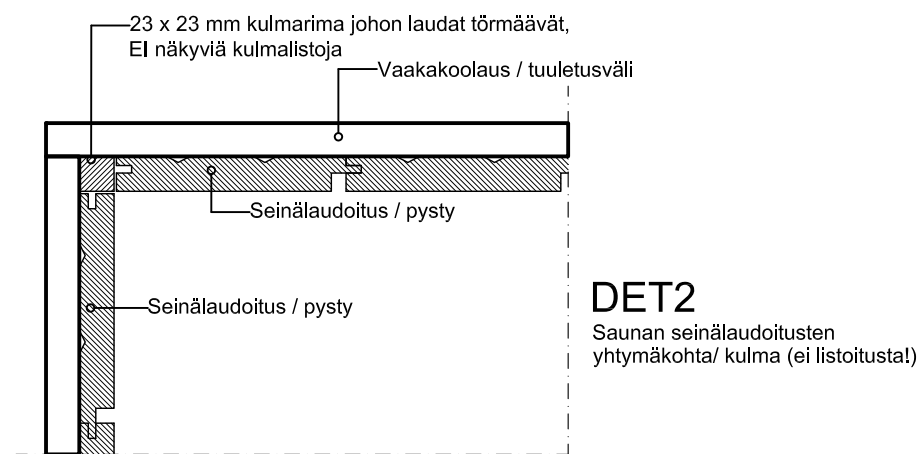 23 x 23 mm kulmarima johon laudat törmäävät,
EI näkyviä kulmalistoja
Vaakakoolaus / tuuletusväli
Seinälaudoitus / pysty
Seinälaudoitus / pysty
DET2
Saunan seinälaudoitusten
yhtymäkohta/ kulma (ei listoitusta!)